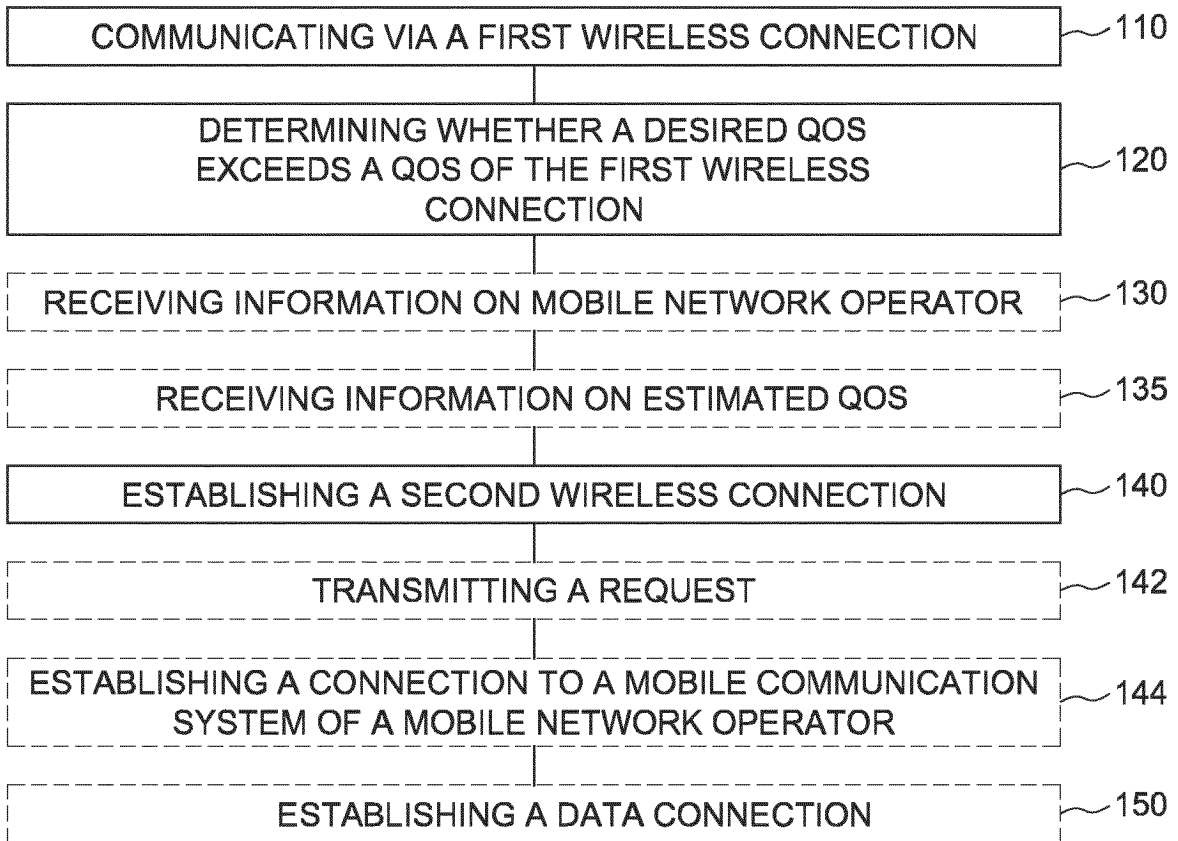 COMMUNICATING VIA A FIRST WIRELESS CONNECTION 110
DETERMINING WHETHER A DESIRED QOS
EXCEEDS A QOS OF THE FIRST WIRELESS
CONNECTION
120
RECEIVING INFORMATION ON MOBILE NETWORK OPERATOR 130
RECEIVING INFORMATION ON ESTIMATED QOS 135
ESTABLISHING A SECOND WIRELESS CONNECTION 140
TRANSMITTING A REQUEST 142
ESTABLISHING A CONNECTION TO A MOBILE COMMUNICATION
SYSTEM OF A MOBILE NETWORK OPERATOR
144
ESTABLISHING A DATA CONNECTION 150